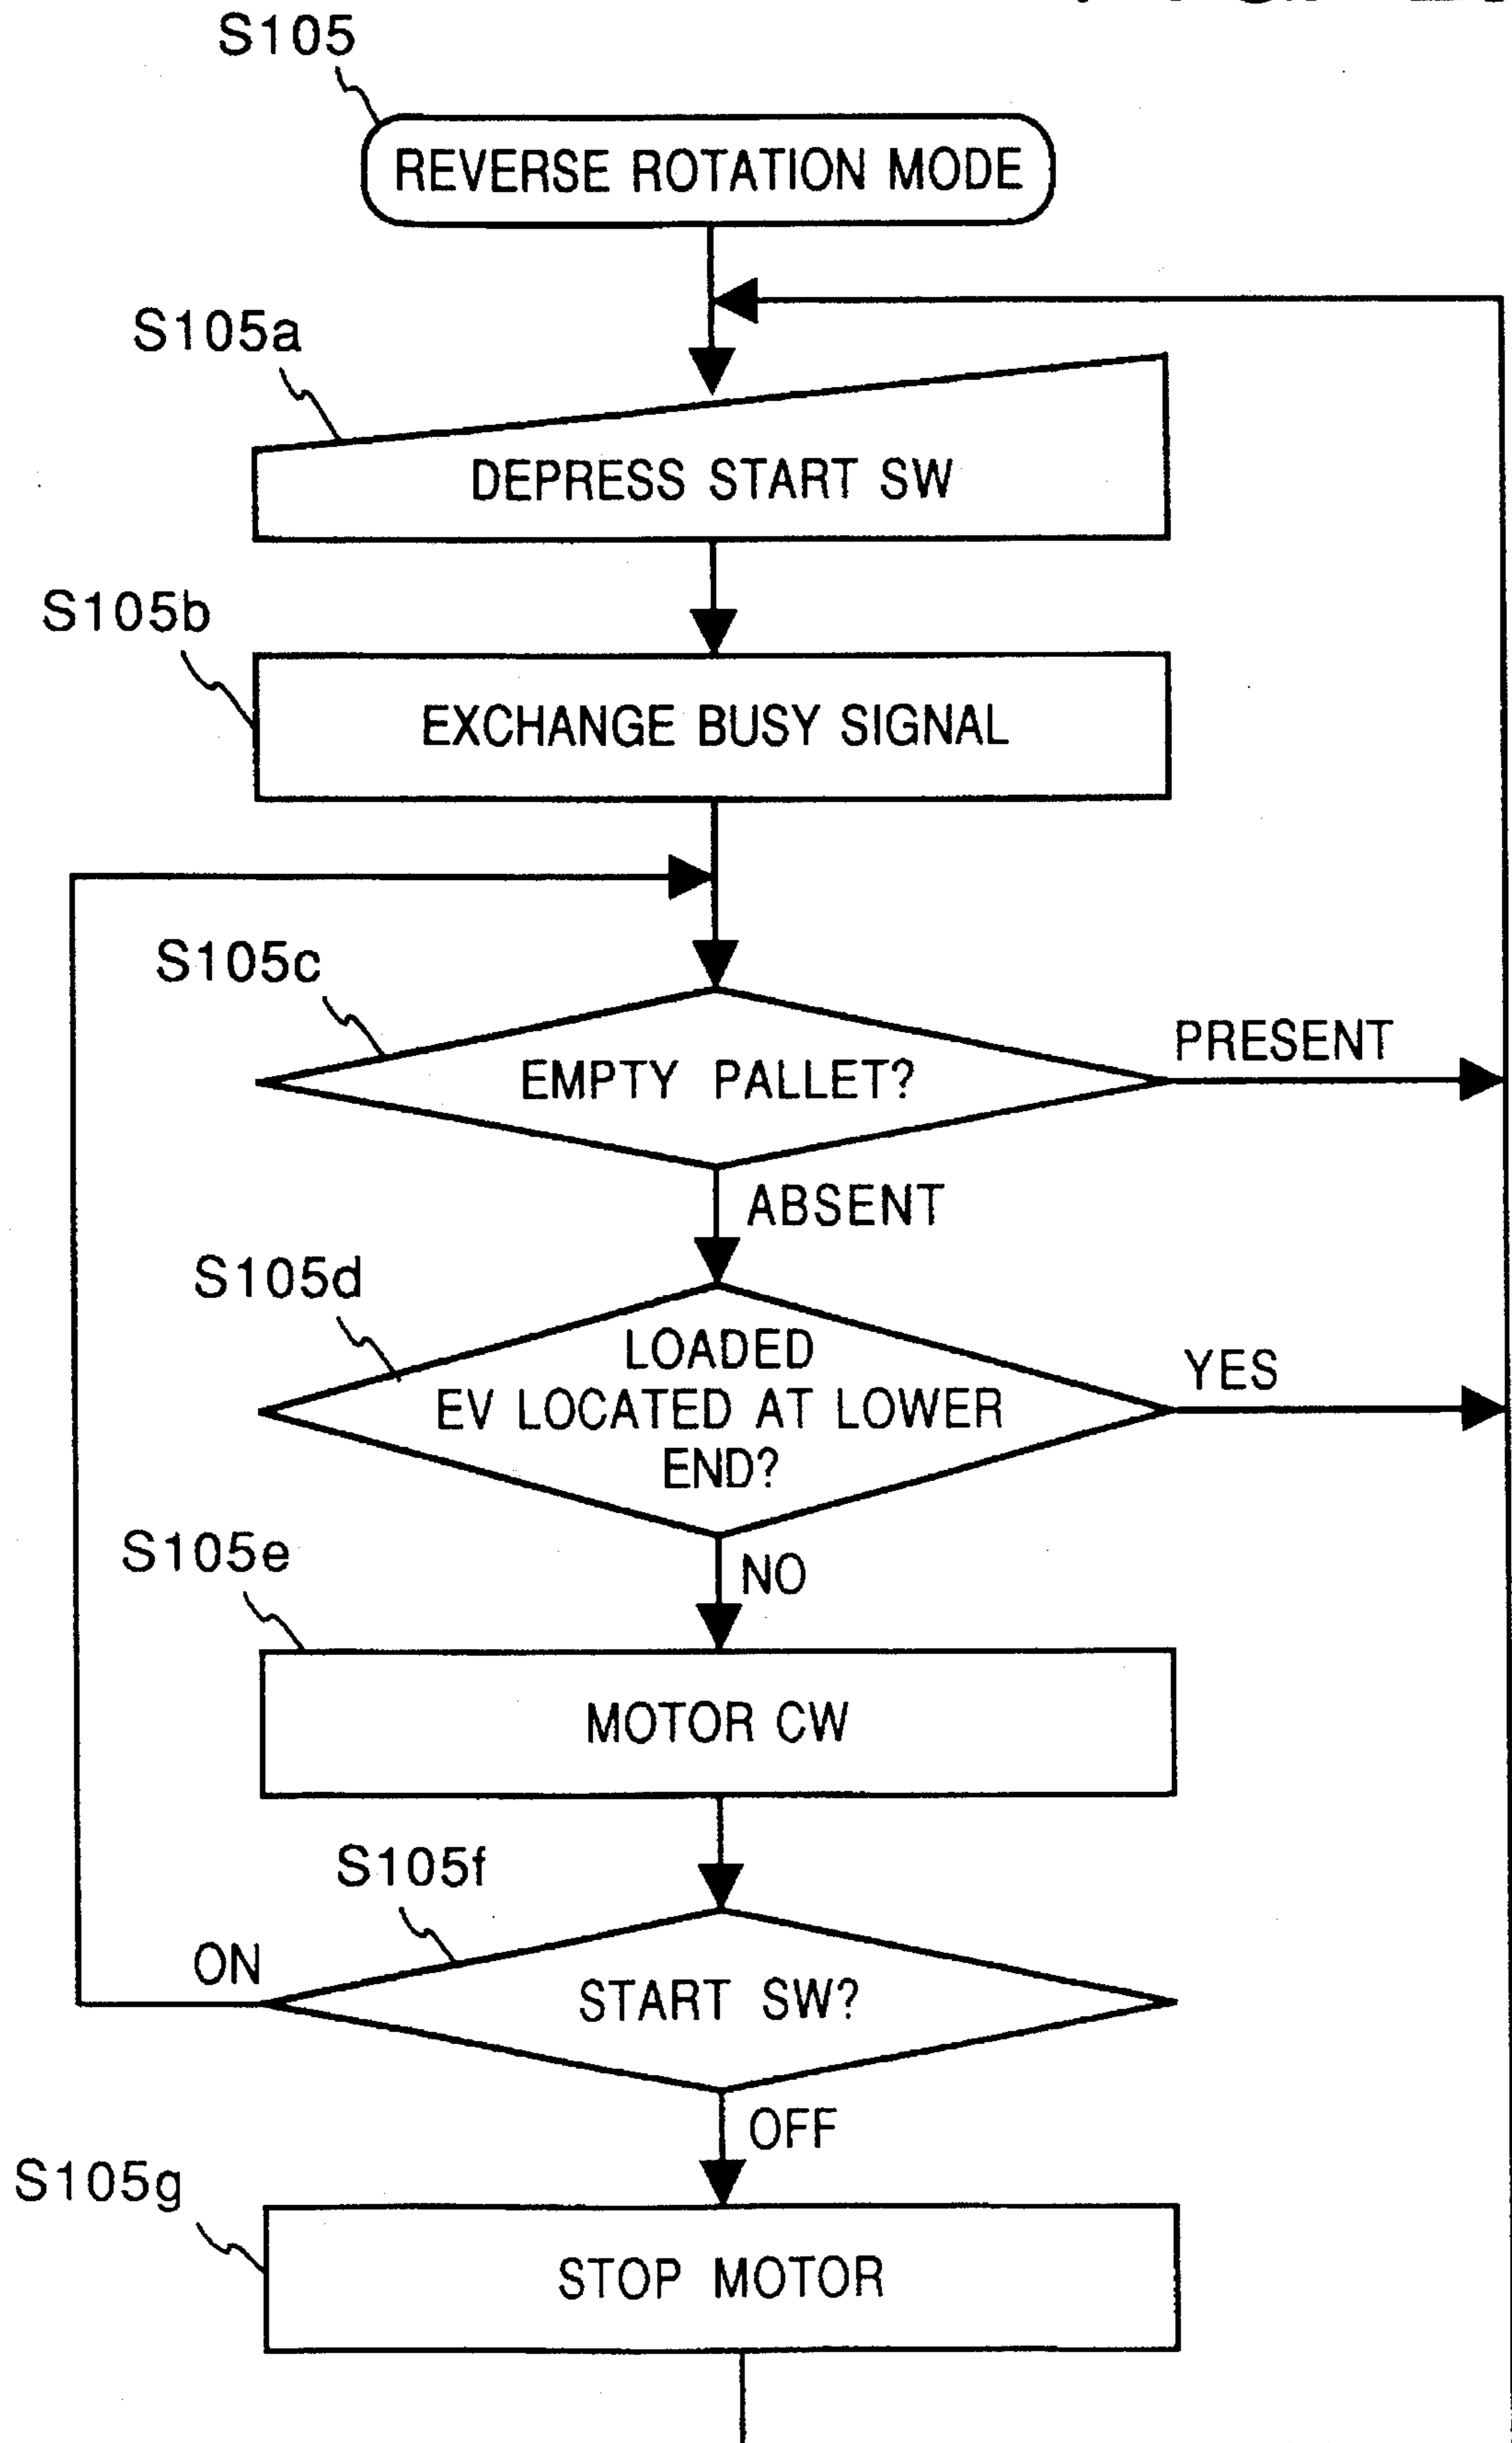 S105
REVERSE ROTATION MODE
S105a
DEPRESS START SW
S105b
EXCHANGE BUSY SIGNAL
S105c
EMPTY PALLET?
PRESENT
ABSENT
S105d
LOADED
EV LOCATED AT LOWER
END?
YES
NO
S105e
MOTOR CW
S105f
START SW?
ON
OFF
S105g
STOP MOTOR